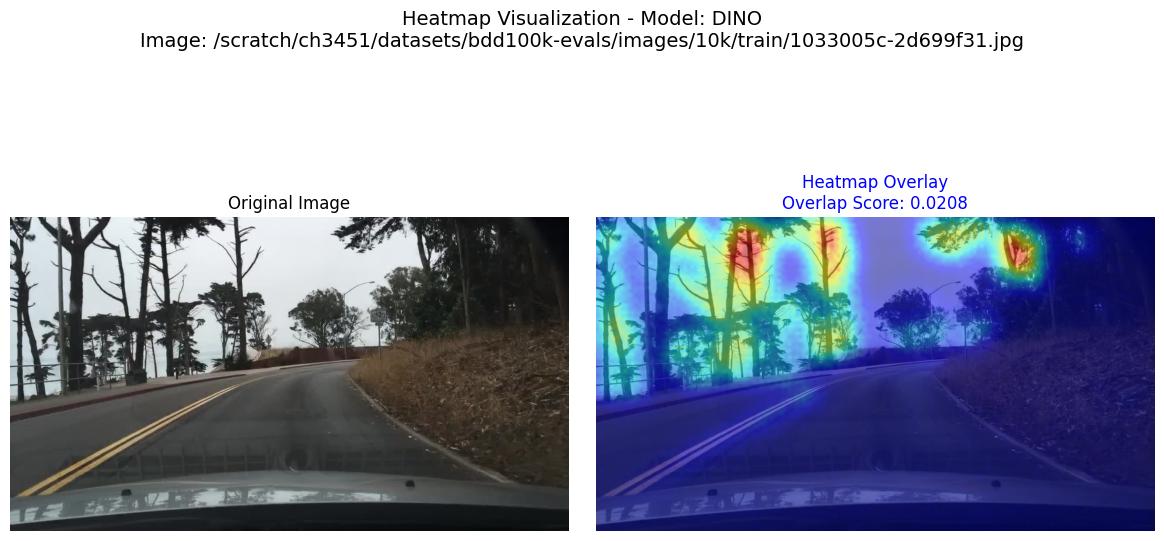 Heatmap Visualization - Model: DINO
Image: /scratch/ch3451/datasets/bdd100k-evals/images/10k/train/1033005c-2d699f31.jpg
Original Image
Heatmap Overlay
Overlap Score: 0.0208